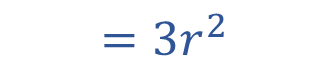 = 3r²